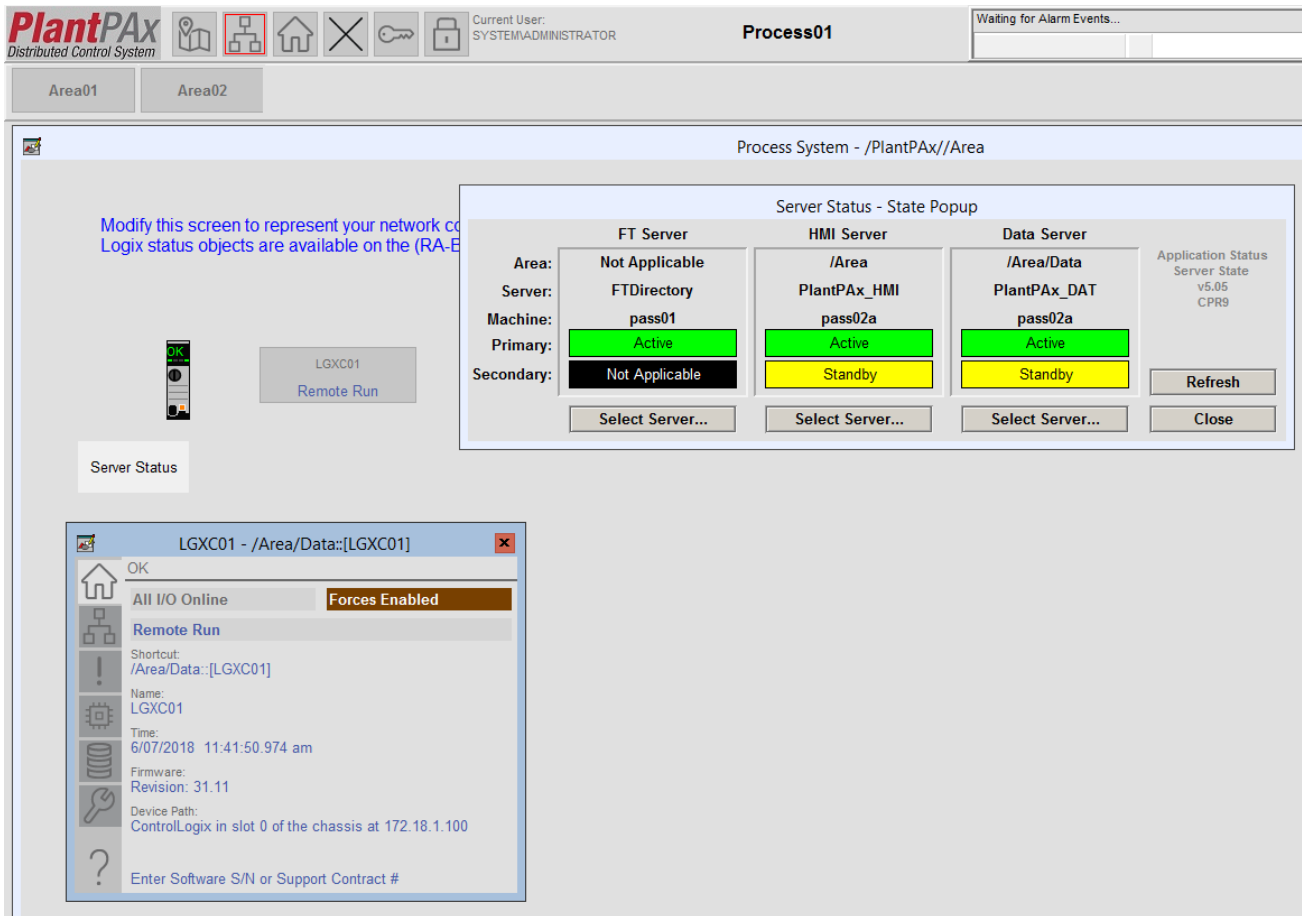 PlantPAx
Distributed Control System
Current User:
SYSTEM\ADMINISTRATOR
Process01
Waiting for Alarm Events...
Area01
Area02
Process System - /PlantPAx//Area
Modify this screen to represent your network
Logix status objects are available on the
Server Status - State Popup
FT Server HMI Server Data Server
Area: Not Applicable /Area /Area/Data
Server: FTDirectory PlantPAx_HMI PlantPAx_DAT
Machine: pass01 pass02a pass02a
Primary: Active Active Active
Secondary: Not Applicable Standby Standby
Select Server... Select Server... Select Server...
Application Status
Server State
v5.05
CPR9
Refresh
Close
OK
LGXC01
Remote Run
Server Status
LGXC01 - /Area/Data::[LGXC01]
OK
All I/O Online Forces Enabled
Remote Run
Shortcut:
/Area/Data::[LGXC01]
Name:
LGXC01
Time:
6/07/2018 11:41:50.974 am
Firmware:
Revision: 31.11
Device Path:
ControlLogix in slot 0 of the chassis at 172.18.1.100
Enter Software S/N or Support Contract #